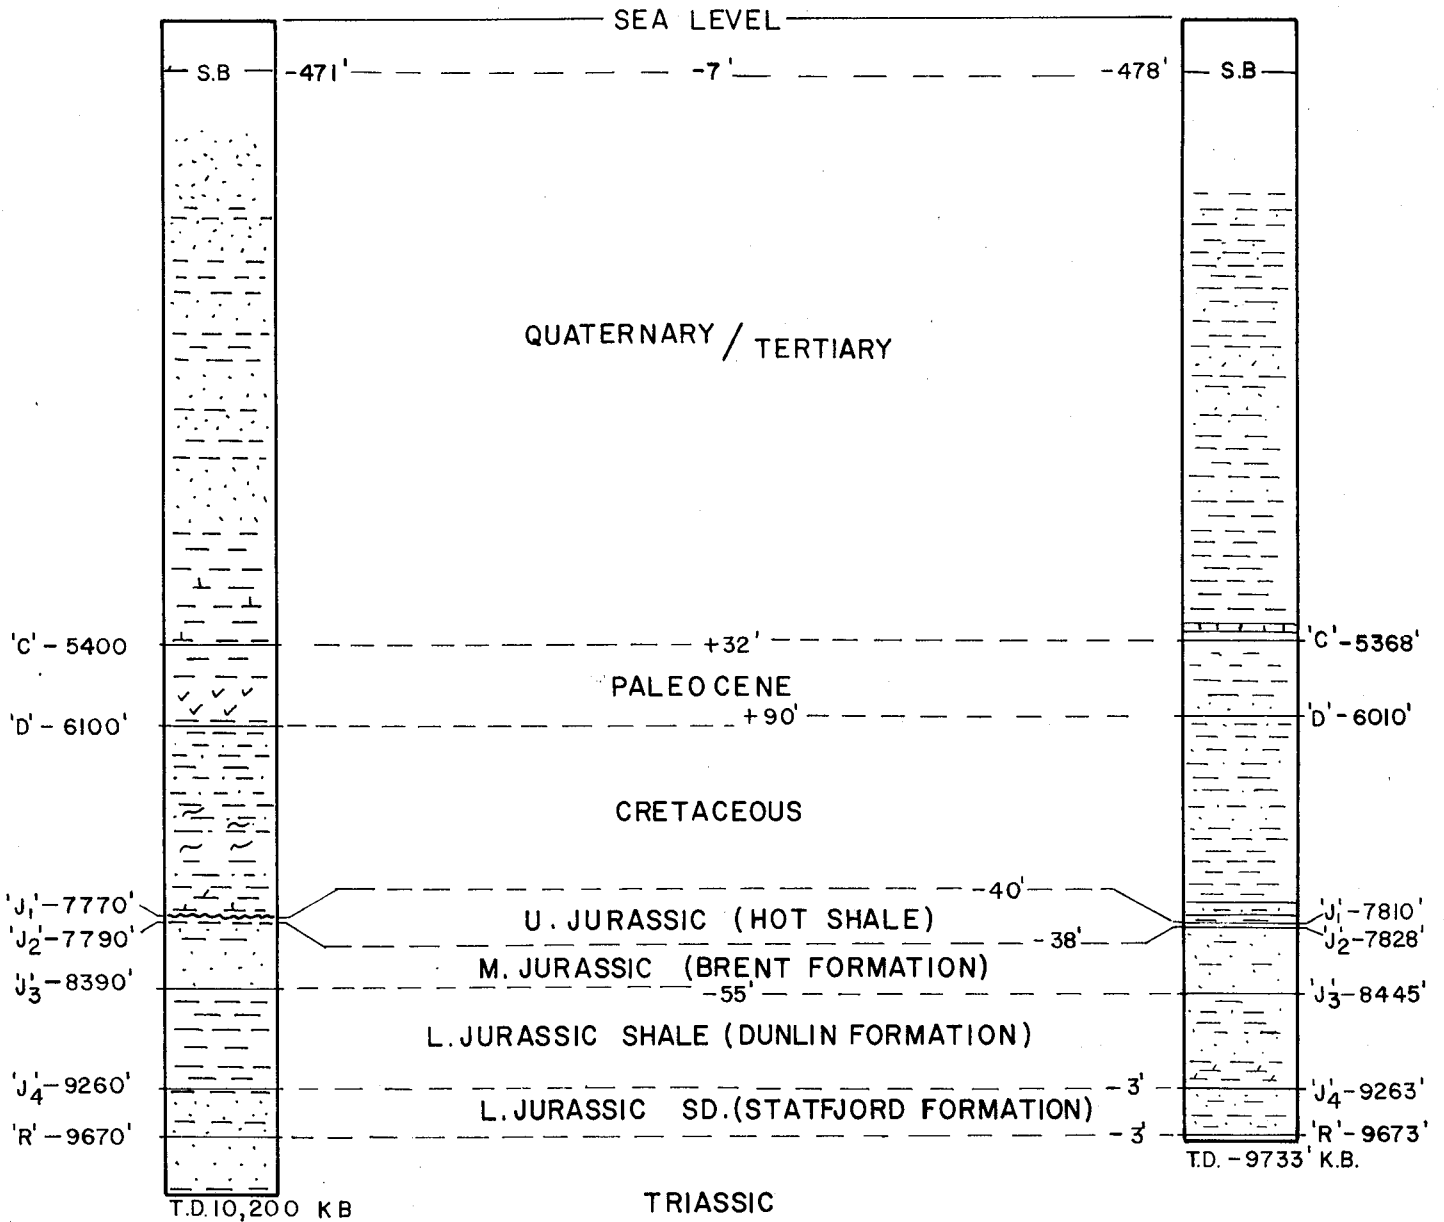 SEA LEVEL
S.B -471' -7' -478' S.B
QUATERNARY / TERTIARY
'C' - 5400 +32' 'C' -5368'
PALEOCENE
'D' - 6100' +90' 'D' -6010'
CRETACEOUS
-40'
'J1' -7770' U. JURASSIC (HOT SHALE) 'J1' -7810'
'J2' -7790' -38' 'J2' -7828'
M. JURASSIC (BRENT FORMATION)
'J3' -8390' -55' 'J3' -8445'
L. JURASSIC SHALE (DUNLIN FORMATION)
'J4' -9260' -3' 'J4' -9263'
L. JURASSIC SD. (STATFJORD FORMATION)
'R' -9670' -3' 'R' -9673'
T.D. -9733' K.B.
T.D. 10,200 KB TRIASSIC